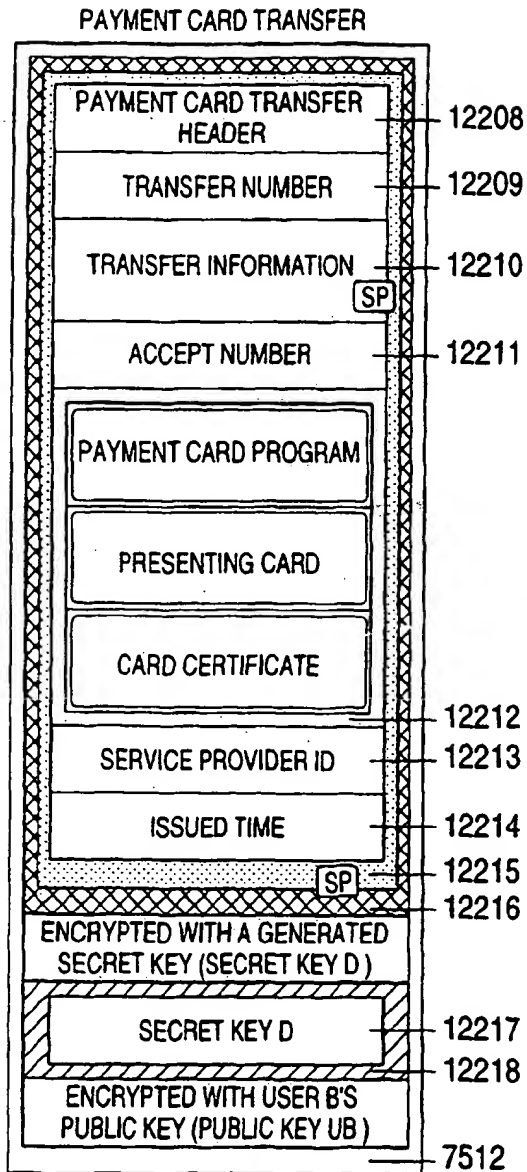 PAYMENT CARD TRANSFER
PAYMENT CARD TRANSFER
HEADER
12208
TRANSFER NUMBER
12209
TRANSFER INFORMATION
12210
SP
ACCEPT NUMBER
12211
PAYMENT CARD PROGRAM
PRESENTING CARD
CARD CERTIFICATE
12212
SERVICE PROVIDER ID
12213
ISSUED TIME
12214
12215
SP
12216
ENCRYPTED WITH A GENERATED
SECRET KEY (SECRET KEY D)
SECRET KEY D
12217
12218
ENCRYPTED WITH USER B'S
PUBLIC KEY (PUBLIC KEY UB)
7512